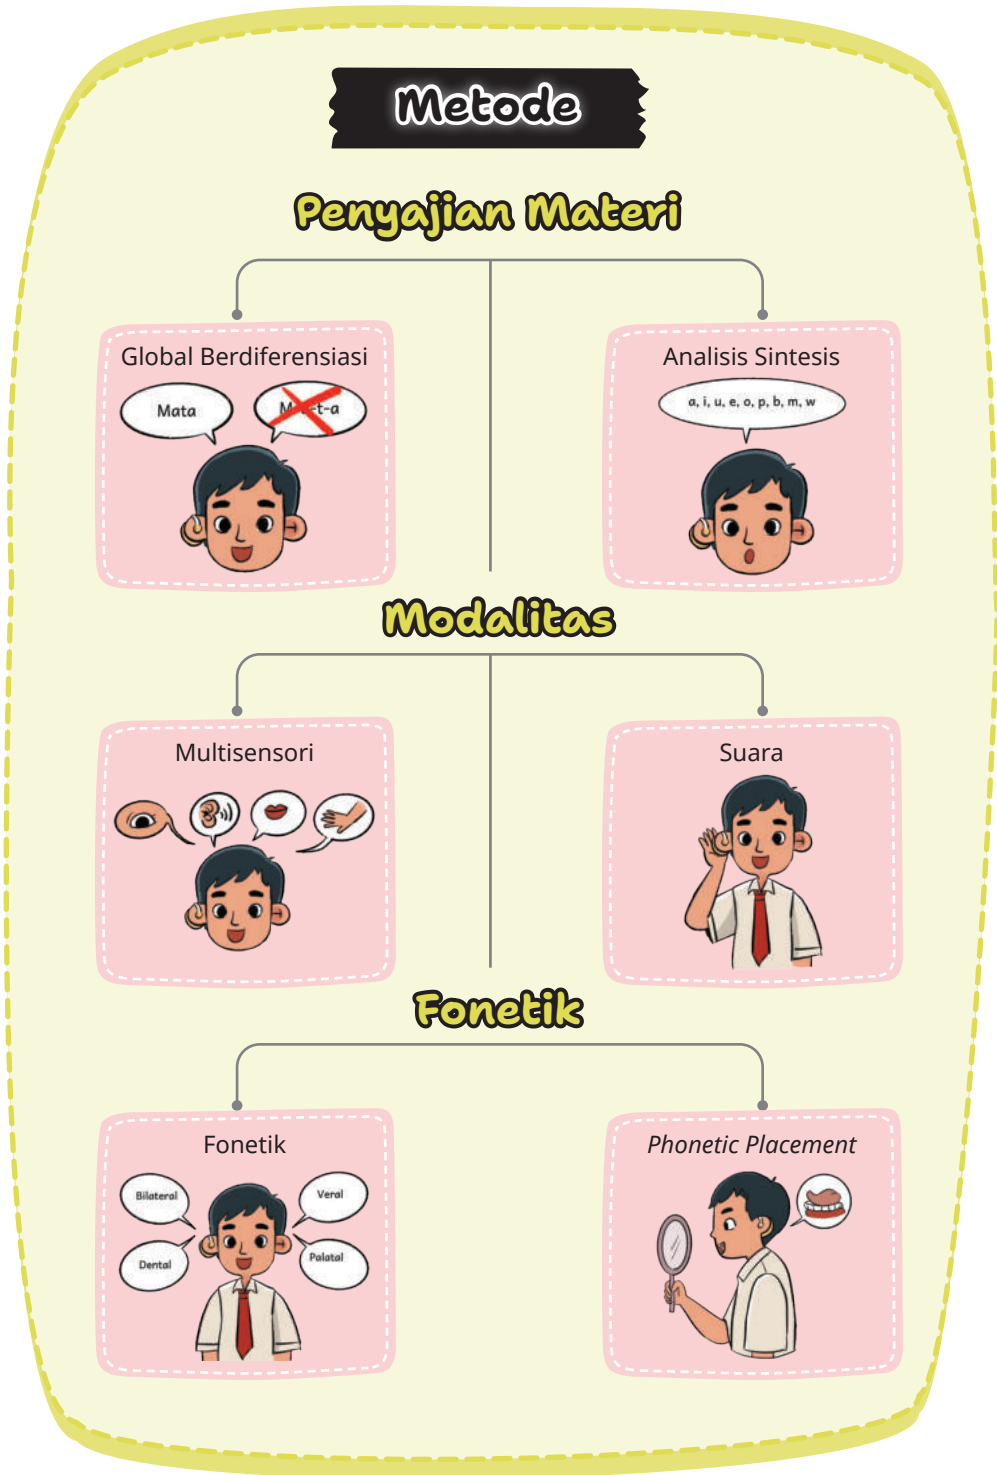 Metode
Penyajian Materi
Global Berdiferensiasi
Mata
Analisis Sintesis
a, i, u, e, o, p, b, m, w
Modalitas
Multisensori
Suara
Fonetik
Fonetik
Bilateral
Veral
Dental
Palatal
Phonetic Placement